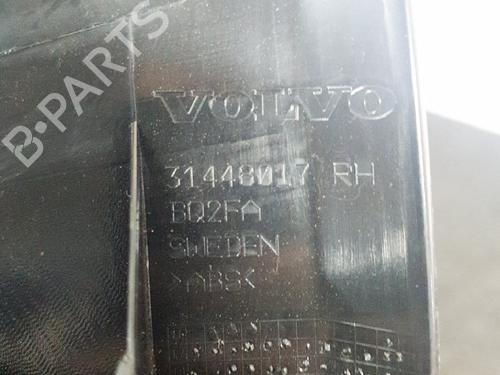 B-PARTS
VOLVO
31448017 RH
BQ2FA
SWEDEN
>ABS<